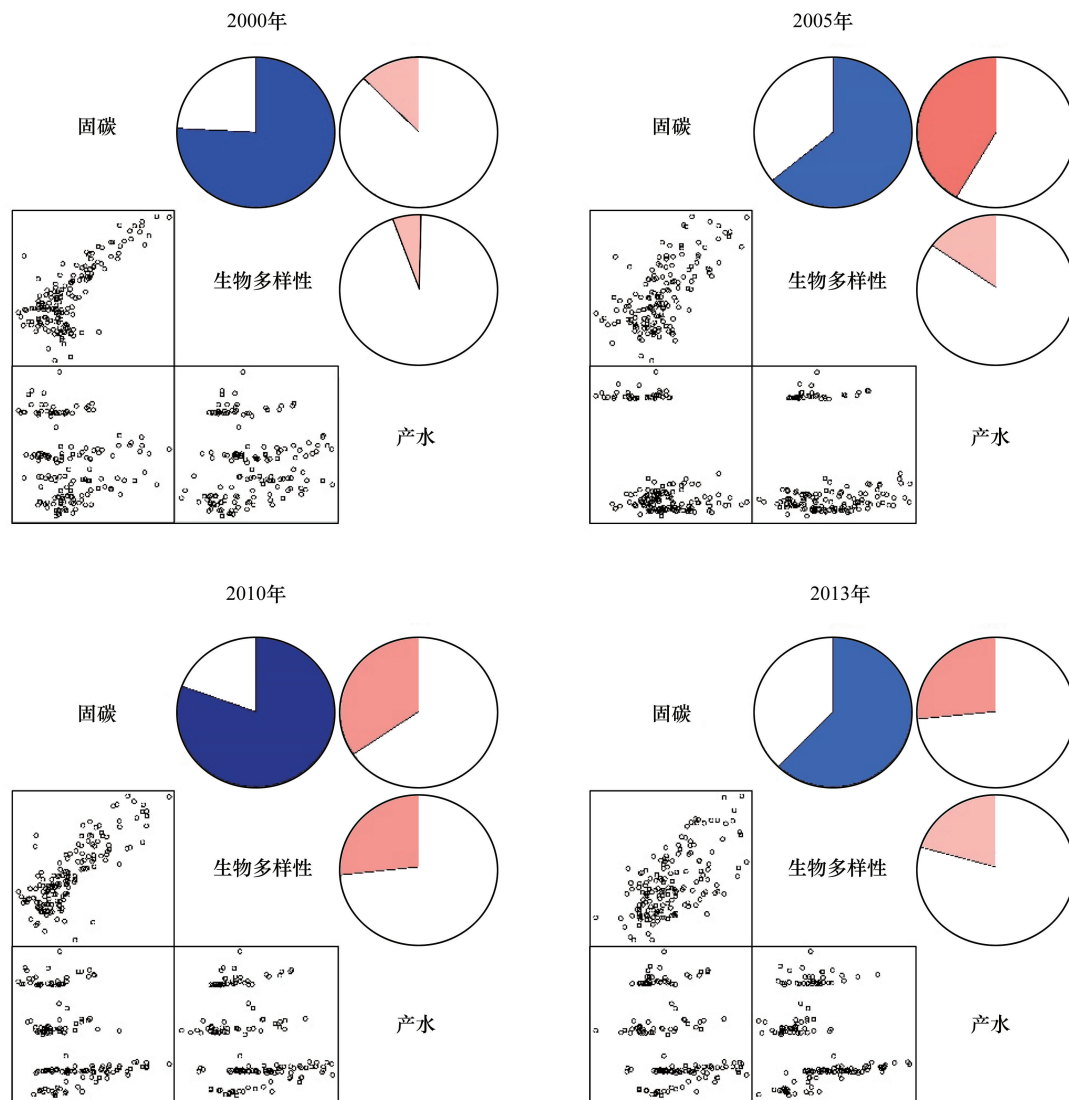 2000年
2005年
固碳
固碳
生物多样性
生物多样性
产水
产水
2010年
2013年
固碳
固碳
生物多样性
生物多样性
产水
产水